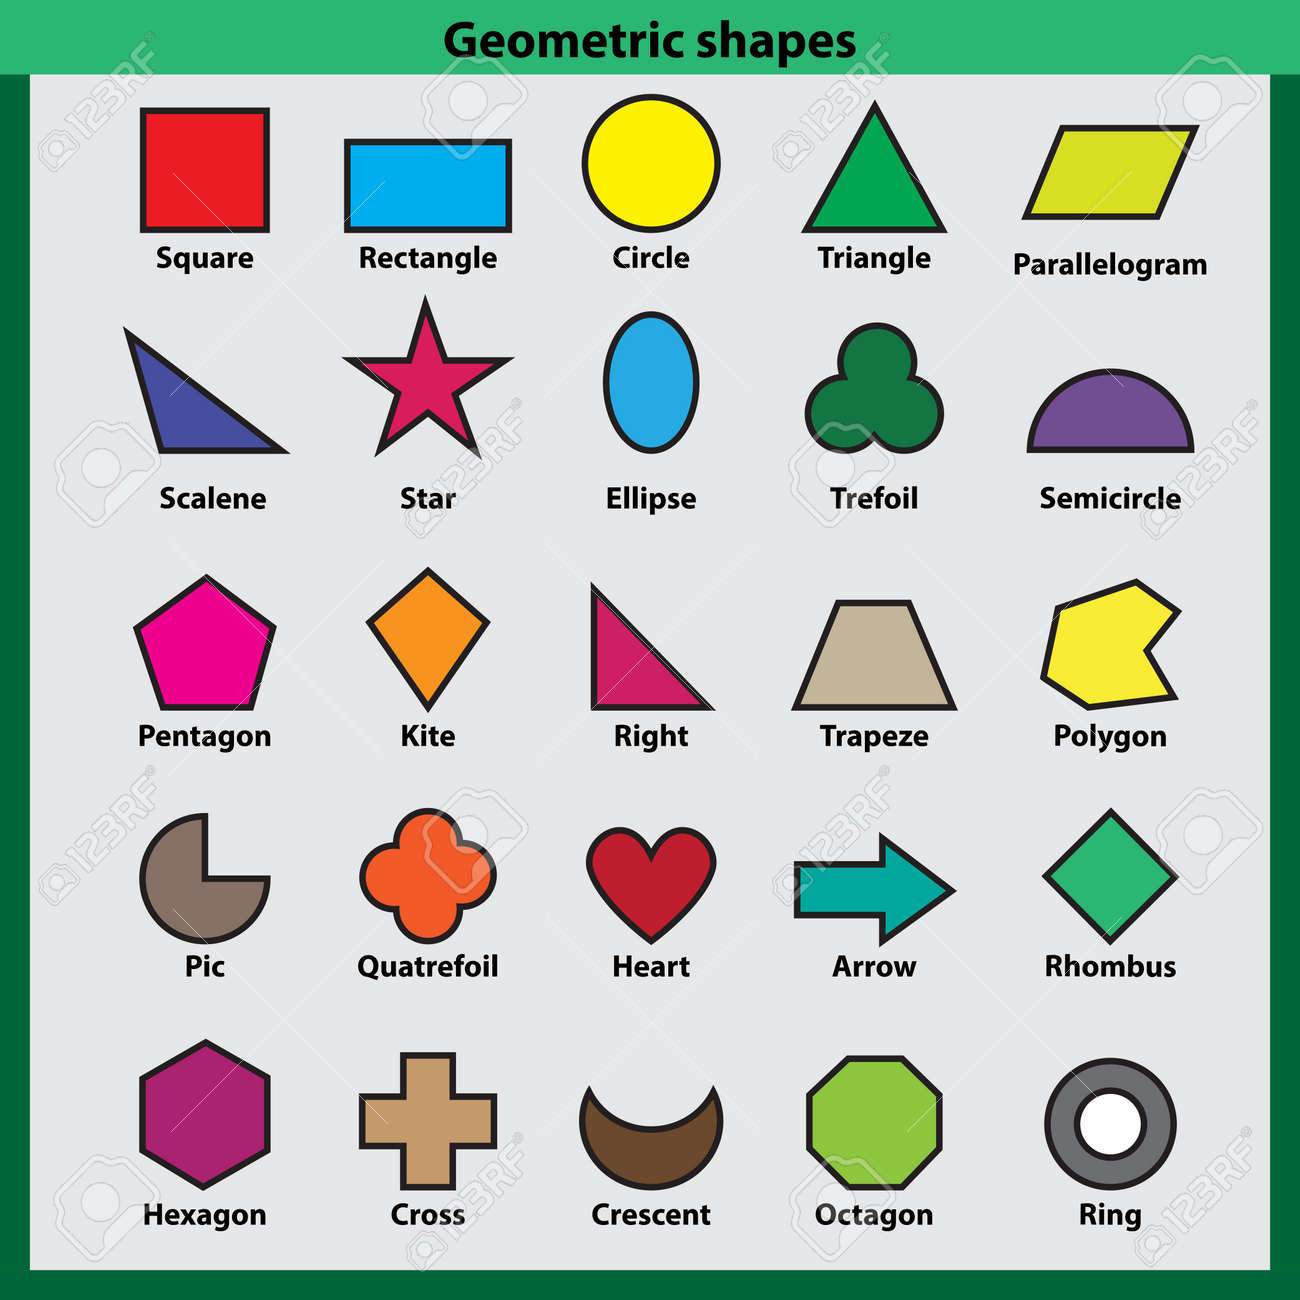 Geometric shapes
Square Rectangle Circle Triangle Parallelogram
Scalene Star Ellipse Trefoil Semicircle
Pentagon Kite Right Trapeze Polygon
Pic Quatrefoil Heart Arrow Rhombus
Hexagon Cross Crescent Octagon Ring
123RF